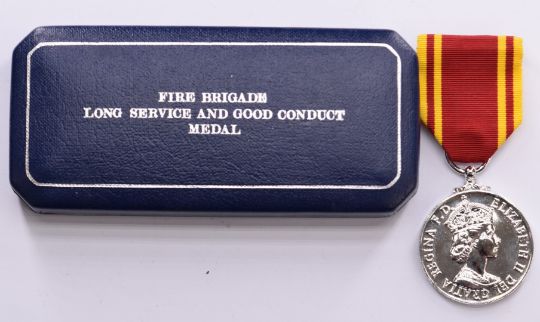 FIRE BRIGADE
LONG SERVICE AND GOOD CONDUCT
MEDAL
ELIZABETH II DEI GRATIA REGINA F.D.